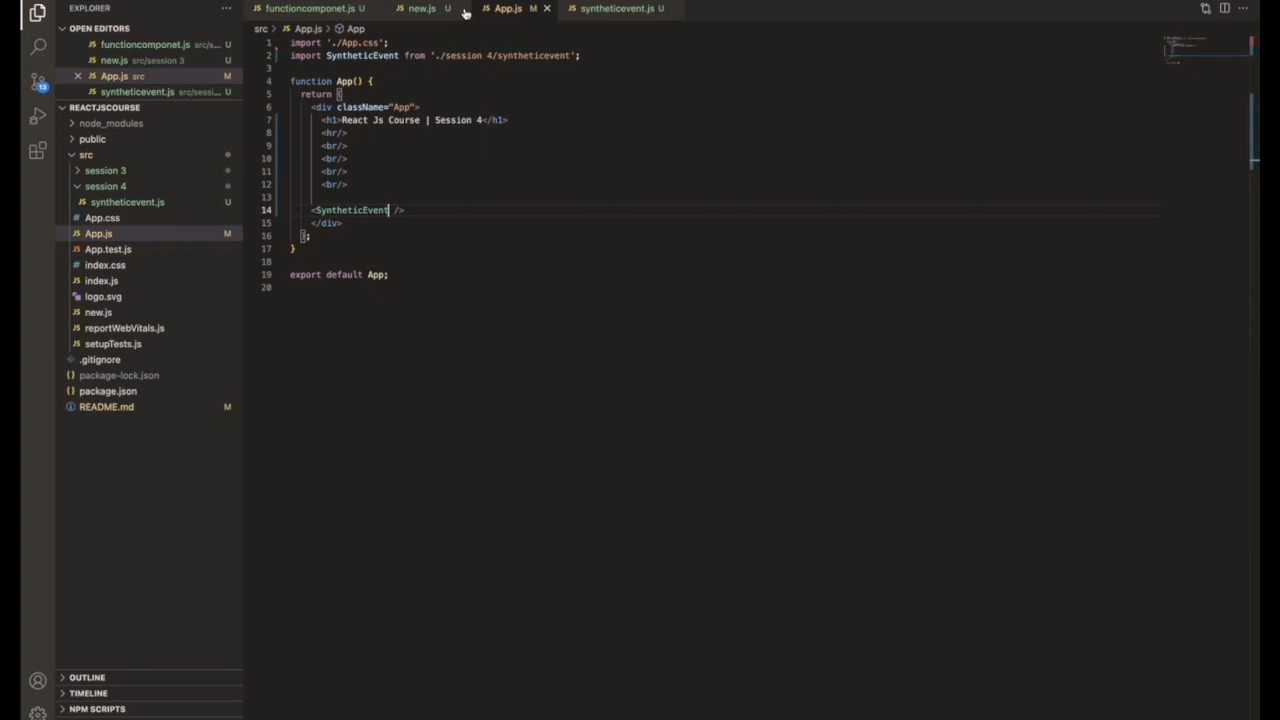 EXPLORER
OPEN EDITORS
JS functioncomponet.js src/s... U
JS new.js src/session 3 U
JS App.js src M
JS syntheticevent.js src/sessi... U
REACTJSCOURSE
node_modules
public
src
session 3
session 4
JS syntheticevent.js U
# App.css
JS App.js M
JS App.test.js
# index.css
JS index.js
logo.svg
JS new.js
JS reportWebVitals.js
JS setupTests.js
.gitignore
{} package-lock.json
{} package.json
README.md M
OUTLINE
TIMELINE
NPM SCRIPTS
13
JS functioncomponet.js U JS new.js U JS App.js M JS syntheticevent.js U
src > JS App.js > App
1 import './App.css';
2 import SyntheticEvent from './session 4/syntheticevent';
3
4 function App() {
5 return (
6 <div className="App">
7 <h1>React Js Course | Session 4</h1>
8 <hr/>
9 <br/>
10 <br/>
11 <br/>
12 <br/>
13
14 <SyntheticEvent />
15 </div>
16 );
17 }
18
19 export default App;
20